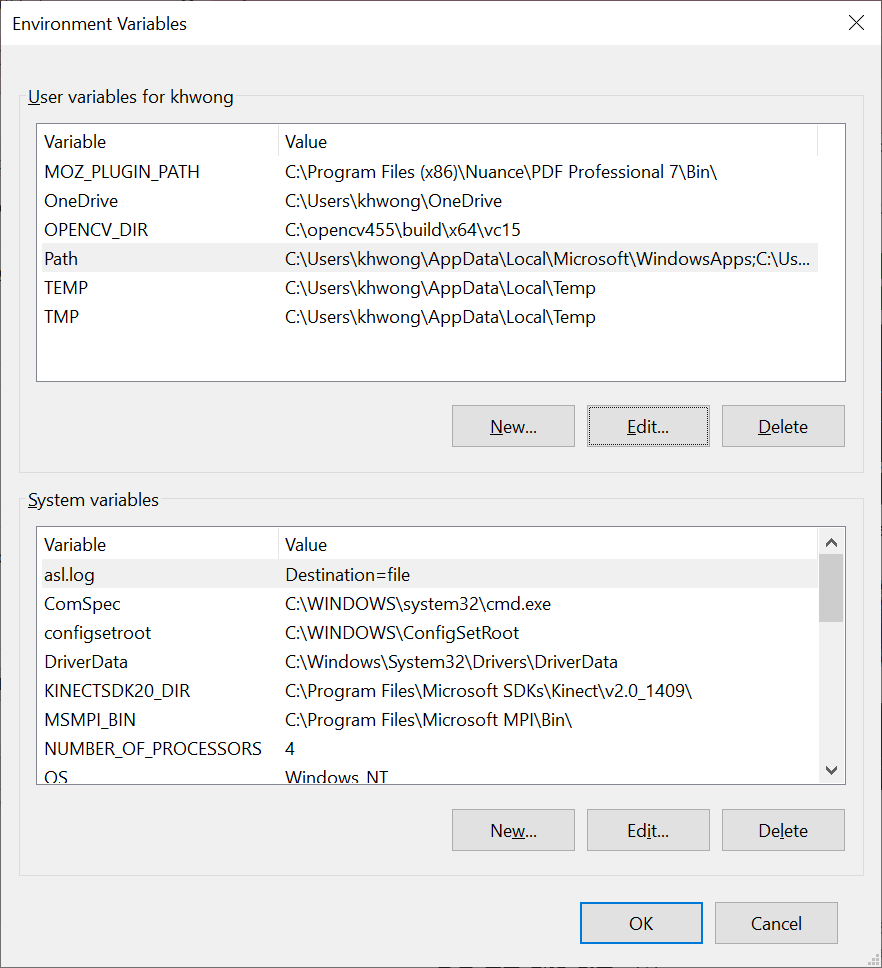 Environment Variables
User variables for khwong
Variable Value
MOZ_PLUGIN_PATH C:\Program Files (x86)\Nuance\PDF Professional 7\Bin\
OneDrive C:\Users\khwong\OneDrive
OPENCV_DIR C:\opencv455\build\x64\vc15
Path C:\Users\khwong\AppData\Local\Microsoft\WindowsApps;C:\Us...
TEMP C:\Users\khwong\AppData\Local\Temp
TMP C:\Users\khwong\AppData\Local\Temp
New... Edit... Delete
System variables
Variable Value
asl.log Destination=file
ComSpec C:\WINDOWS\system32\cmd.exe
configsetroot C:\WINDOWS\ConfigSetRoot
DriverData C:\Windows\System32\Drivers\DriverData
KINECTSDK20_DIR C:\Program Files\Microsoft SDKs\Kinect\v2.0_1409\
MSMPI_BIN C:\Program Files\Microsoft MPI\Bin\
NUMBER_OF_PROCESSORS 4
OS Windows_NT
New... Edit... Delete
OK Cancel